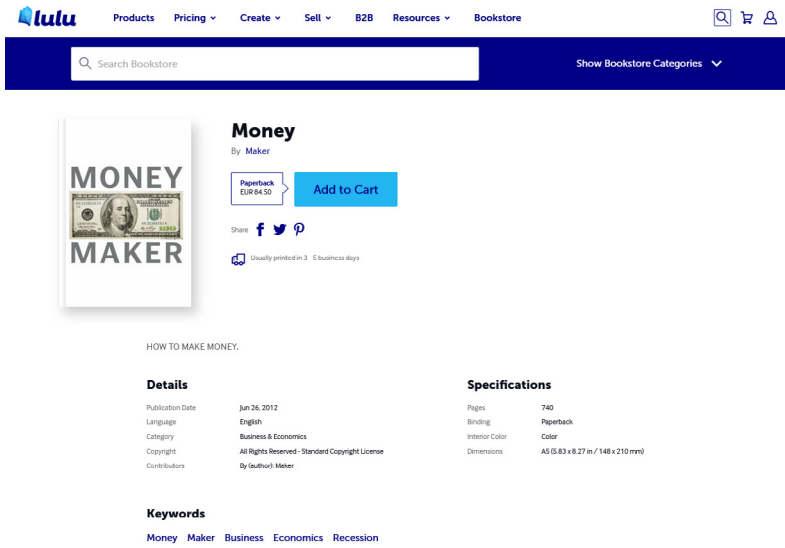 lulu
Products Pricing Create Sell B2B Resources Bookstore
Search Bookstore
Show Bookstore Categories
MONEY
100
MAKER
Money
By Maker
Paperback
EUR 84.50
Add to Cart
Share
Usually printed in 3 5 business days
HOW TO MAKE MONEY.
Details
Publication Date Jun 26, 2012
Language English
Category Business & Economics
Copyright All Rights Reserved - Standard Copyright License
Contributors By (author): Maker
Specifications
Pages 740
Binding Paperback
Interior Color Color
Dimensions A5 (5.83 x 8.27 in / 148 x 210 mm)
Keywords
Money Maker Business Economics Recession